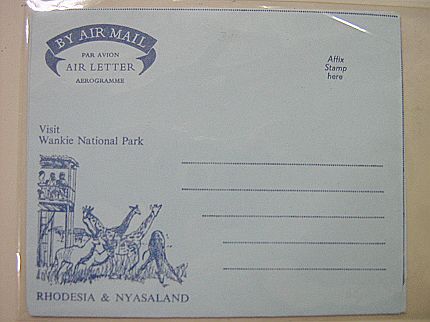 BY AIR MAIL
PAR AVION
AIR LETTER
AEROGRAMME
Affix
Stamp
here
Visit
Wankie National Park
RHODESIA & NYASALAND